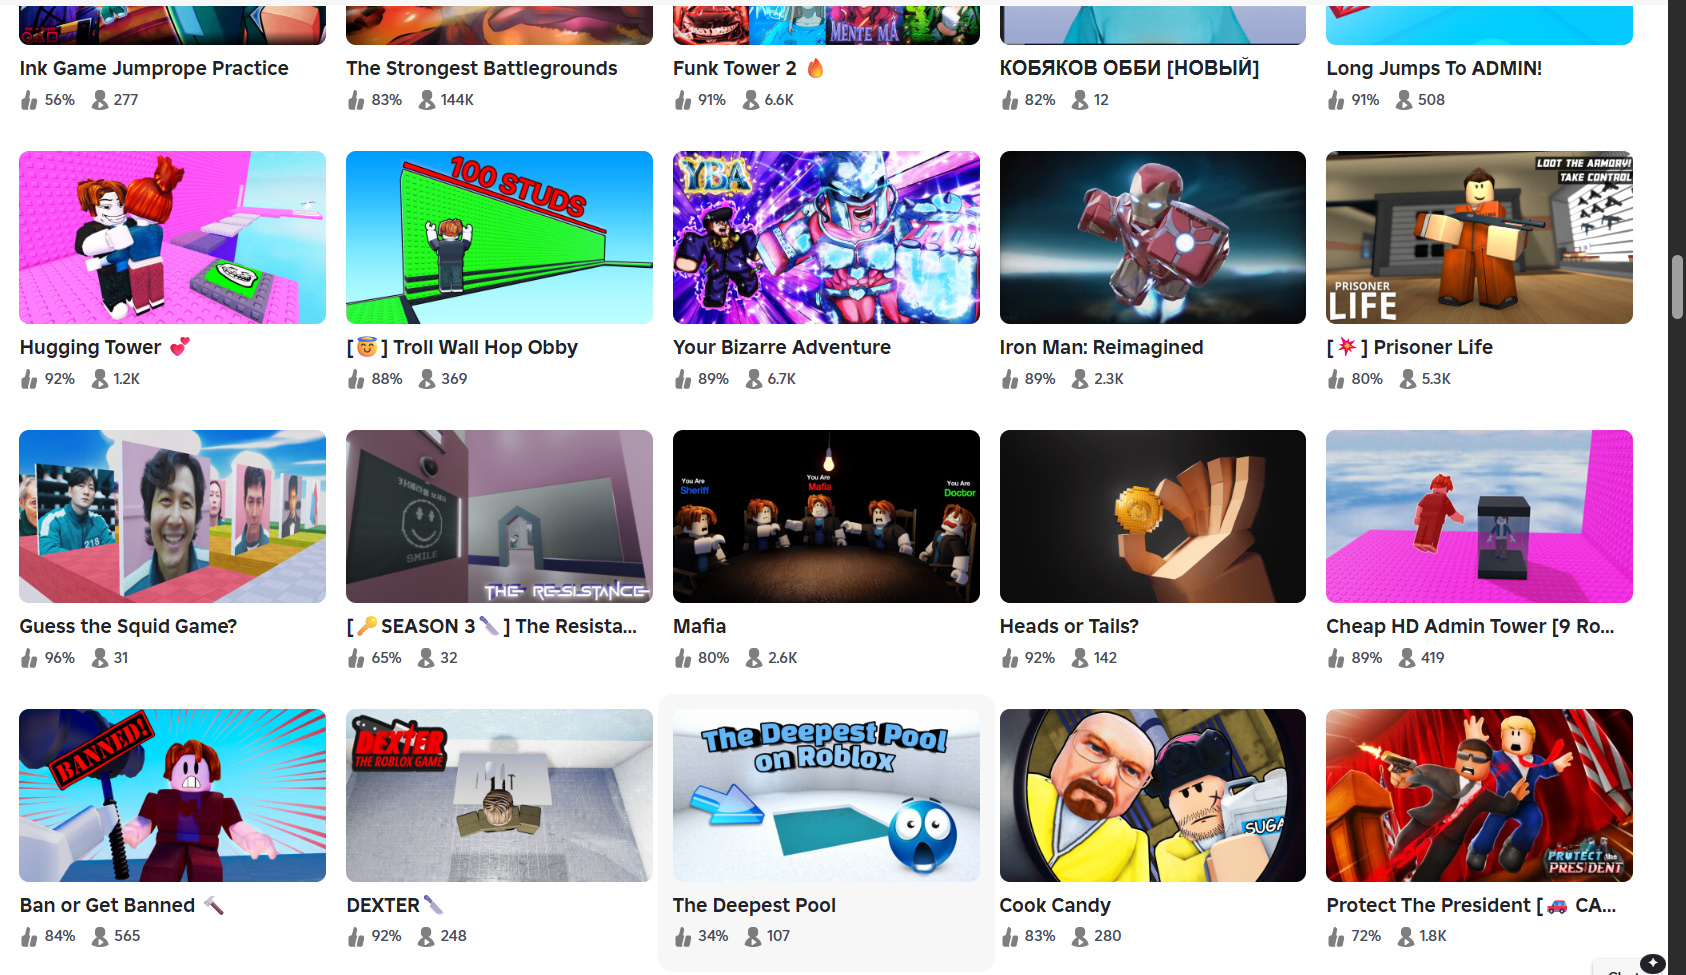 MENTE MÁ
Ink Game Jumprope Practice
56% 277
The Strongest Battlegrounds
83% 144K
Funk Tower 2 🔥
91% 6.6K
КОБЯКОВ ОББИ [НОВЫЙ]
82% 12
Long Jumps To ADMIN!
91% 508
100 STUDS
YBA
LOOT THE ARMORY!
TAKE CONTROL
PRISONER
LIFE
Hugging Tower 💕
92% 1.2K
[😇] Troll Wall Hop Obby
88% 369
Your Bizarre Adventure
89% 6.7K
Iron Man: Reimagined
89% 2.3K
[💥] Prisoner Life
80% 5.3K
218
SMILE
THE RESISTANCE
You Are
Sheriff
You Are
Mafia
You Are
Doctor
Guess the Squid Game?
96% 31
[🔑SEASON 3🔪] The Resista...
65% 32
Mafia
80% 2.6K
Heads or Tails?
92% 142
Cheap HD Admin Tower [9 Ro...
89% 419
BANNED!
DEXTER
THE ROBLOX GAME
The Deepest Pool
on Roblox
SUGA
PROTECT the
PRESIDENT
Ban or Get Banned 🔨
84% 565
DEXTER🔪
92% 248
The Deepest Pool
34% 107
Cook Candy
83% 280
Protect The President [🚗 CA...
72% 1.8K